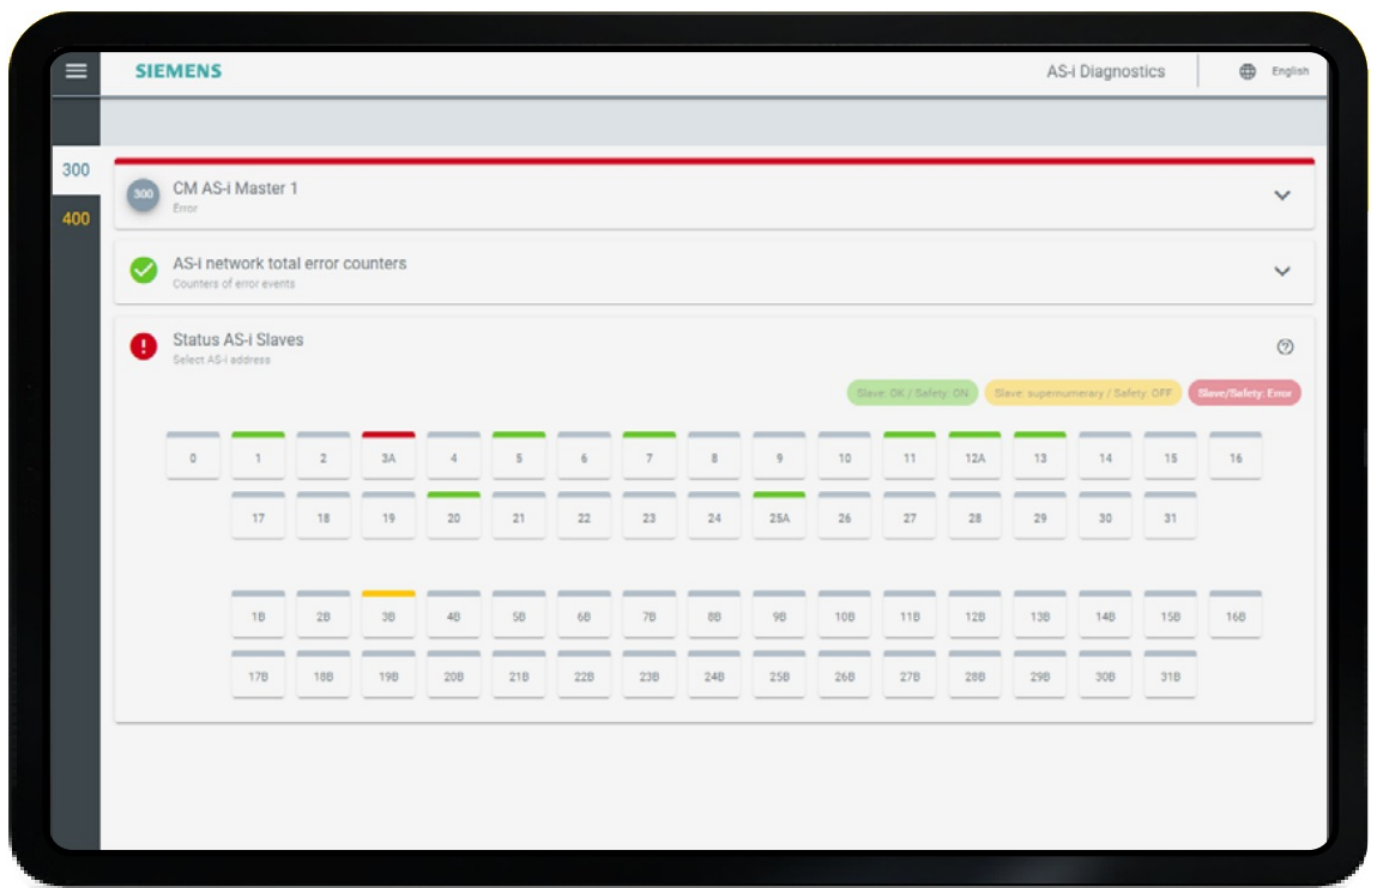 SIEMENS
AS-i Diagnostics
English
300
400
300
CM AS-i Master 1
Error
AS-i network total error counters
Counters of error events
Status AS-i Slaves
Select AS-i address
Slave: OK / Safety: ON
Slave: supernumerary / Safety: OFF
Slave/Safety: Error
0 1 2 3A 4 5 6 7 8 9 10 11 12A 13 14 15 16
17 18 19 20 21 22 23 24 25A 26 27 28 29 30 31
1B 2B 3B 4B 5B 6B 7B 8B 9B 10B 11B 12B 13B 14B 15B 16B
17B 18B 19B 20B 21B 22B 23B 24B 25B 26B 27B 28B 29B 30B 31B